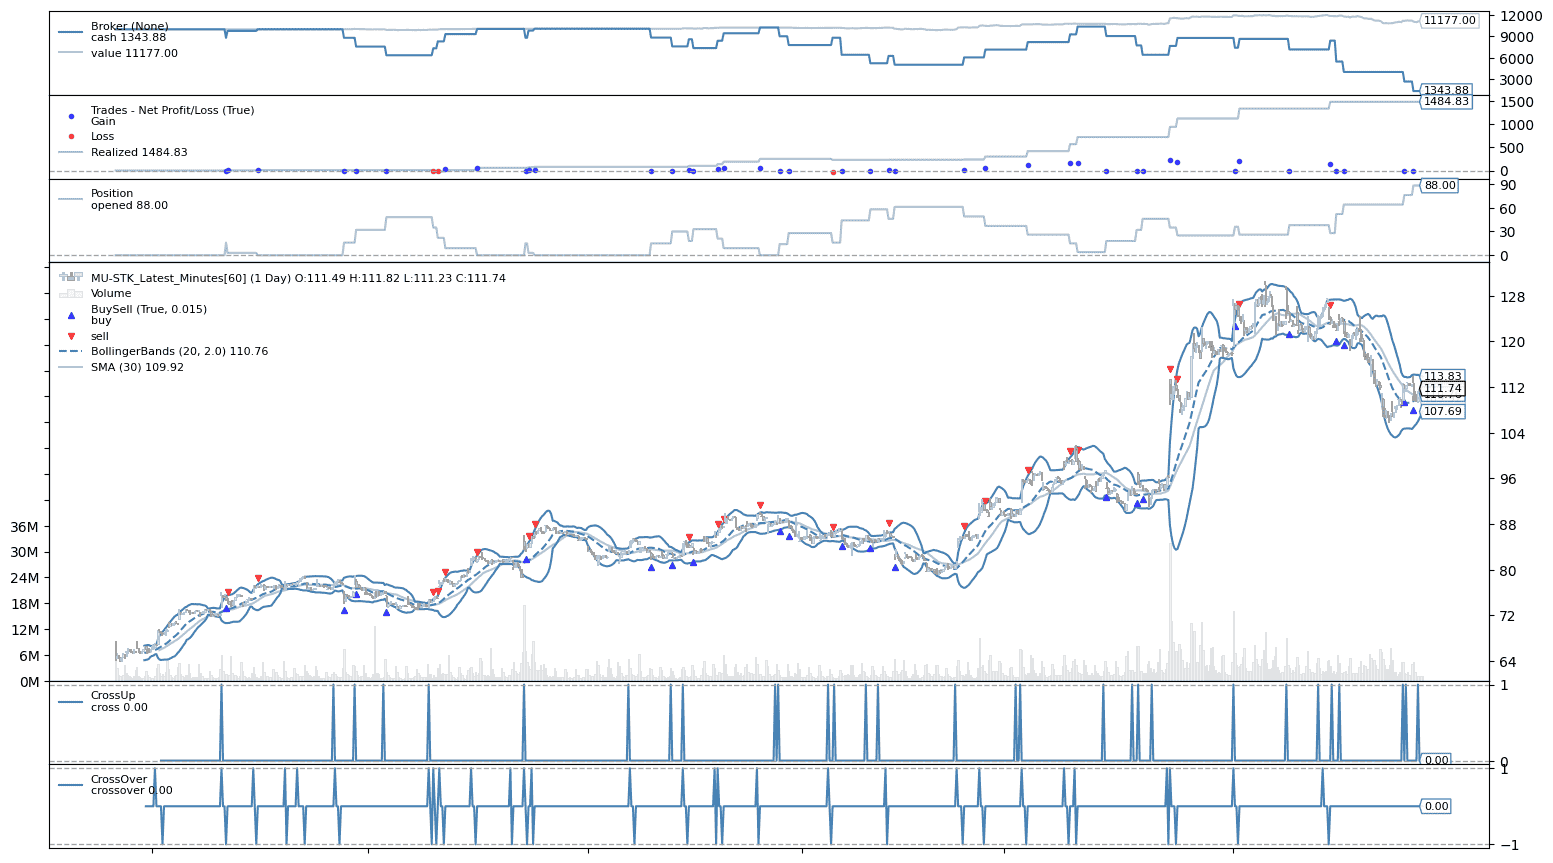 Broker (None)
cash 1343.88
value 11177.00
11177.00
12000
9000
6000
3000
1343.88
Trades - Net Profit/Loss (True)
Gain
Loss
Realized 1484.83
1484.83
1500
1000
500
0
Position
opened 88.00
88.00
90
60
30
0
MU-STK_Latest_Minutes[60] (1 Day) O:111.49 H:111.82 L:111.23 C:111.74
Volume
BuySell (True, 0.015)
buy
sell
BollingerBands (20, 2.0) 110.76
SMA (30) 109.92
128
120
113.83
112
111.74
107.69
104
96
88
80
72
64
36M
30M
24M
18M
12M
6M
0M
CrossUp
cross 0.00
1
0.00
0
CrossOver
crossover 0.00
1
0.00
−1